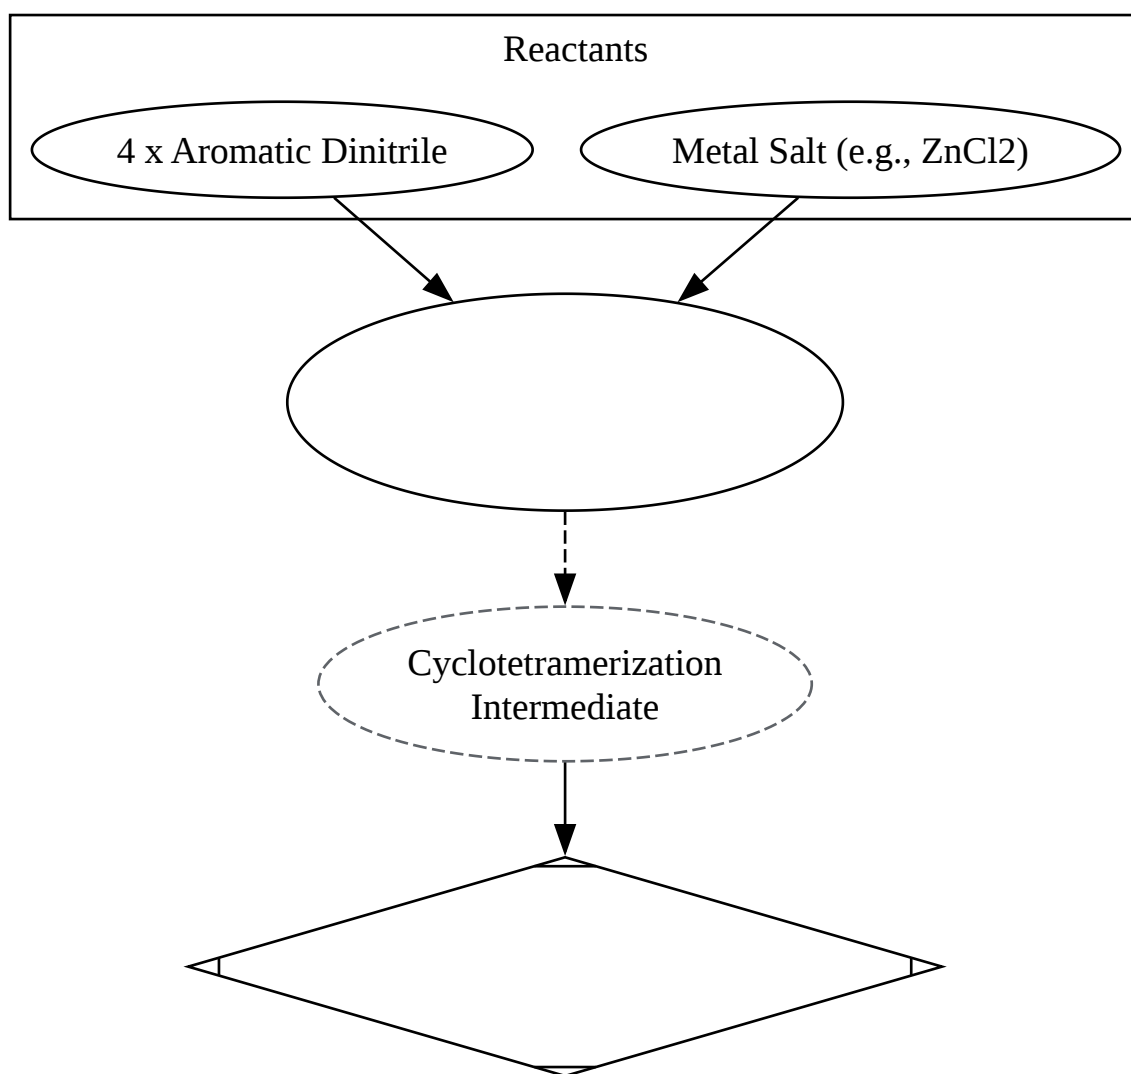 Reactants
4 x Aromatic Dinitrile
Metal Salt (e.g., ZnCl2)
Cyclotetramerization
Intermediate